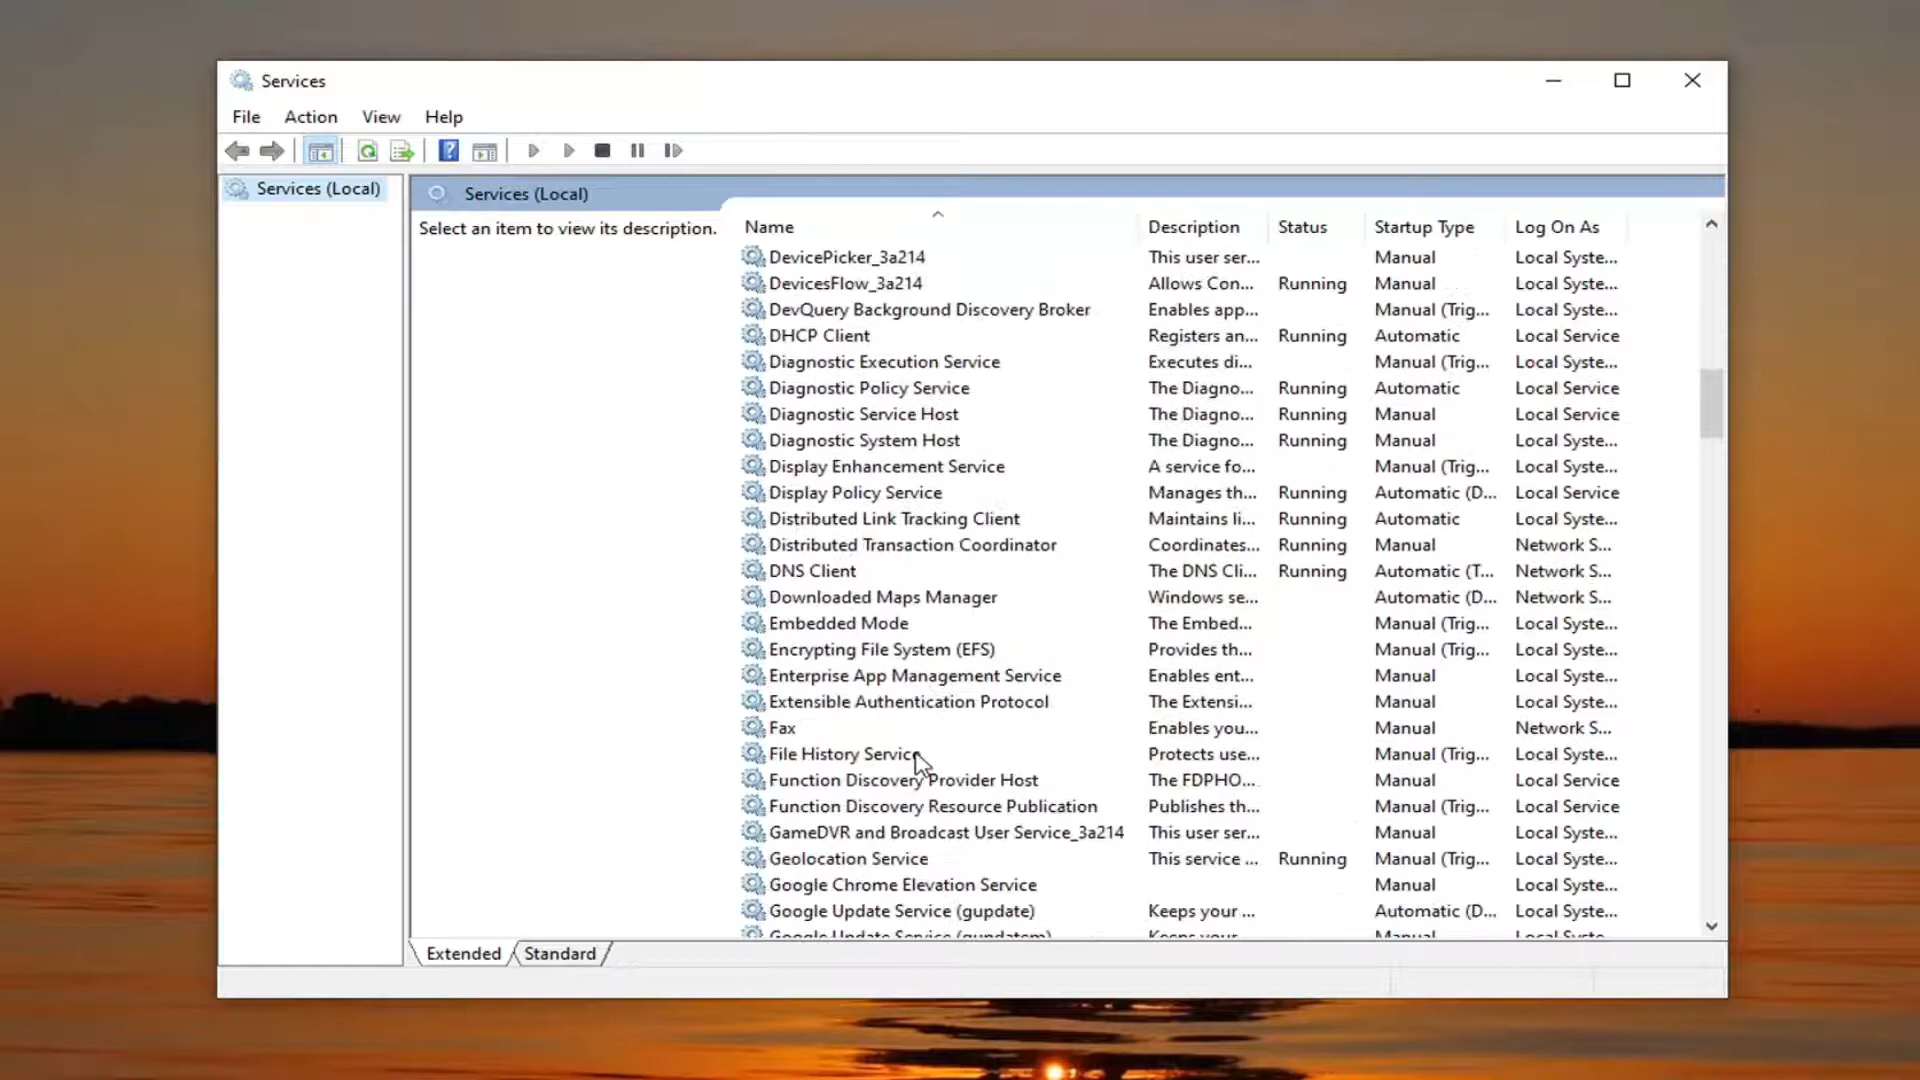 Services
File Action View Help
Services (Local)
Services (Local)
Select an item to view its description.
Name Description Status Startup Type Log On As
DevicePicker_3a214 This user ser... Manual Local Syste...
DevicesFlow_3a214 Allows Con... Running Manual Local Syste...
DevQuery Background Discovery Broker Enables app... Manual (Trig... Local Syste...
DHCP Client Registers an... Running Automatic Local Service
Diagnostic Execution Service Executes di... Manual (Trig... Local Syste...
Diagnostic Policy Service The Diagno... Running Automatic Local Service
Diagnostic Service Host The Diagno... Running Manual Local Service
Diagnostic System Host The Diagno... Running Manual Local Syste...
Display Enhancement Service A service fo... Manual (Trig... Local Syste...
Display Policy Service Manages th... Running Automatic (D... Local Service
Distributed Link Tracking Client Maintains li... Running Automatic Local Syste...
Distributed Transaction Coordinator Coordinates... Running Manual Network S...
DNS Client The DNS Cli... Running Automatic (T... Network S...
Downloaded Maps Manager Windows se... Automatic (D... Network S...
Embedded Mode The Embed... Manual (Trig... Local Syste...
Encrypting File System (EFS) Provides th... Manual (Trig... Local Syste...
Enterprise App Management Service Enables ent... Manual Local Syste...
Extensible Authentication Protocol The Extensi... Manual Local Syste...
Fax Enables you... Manual Network S...
File History Service Protects use... Manual (Trig... Local Syste...
Function Discovery Provider Host The FDPHO... Manual Local Service
Function Discovery Resource Publication Publishes th... Manual (Trig... Local Service
GameDVR and Broadcast User Service_3a214 This user ser... Manual Local Syste...
Geolocation Service This service ... Running Manual (Trig... Local Syste...
Google Chrome Elevation Service Manual Local Syste...
Google Update Service (gupdate) Keeps your ... Automatic (D... Local Syste...
Google Update Service (gupdatem) Keeps your ... Manual Local Syste...
Extended Standard